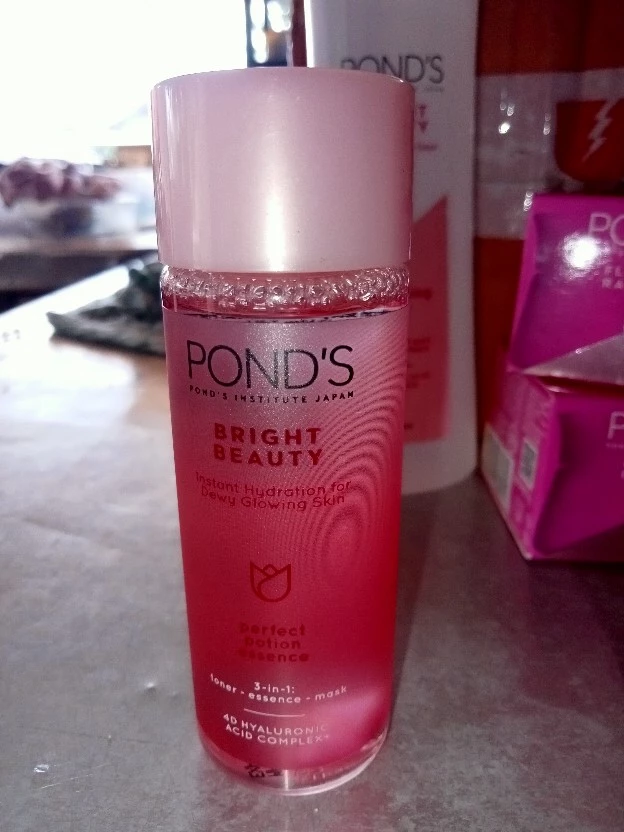 POND'S
POND'S INSTITUTE JAPAN
BRIGHT
BEAUTY
Instant Hydration for
Dewy Glowing Skin
perfect
potion
essence
3-in-1:
toner - essence - mask
4D HYALURONIC
ACID COMPLEX+
POND'S